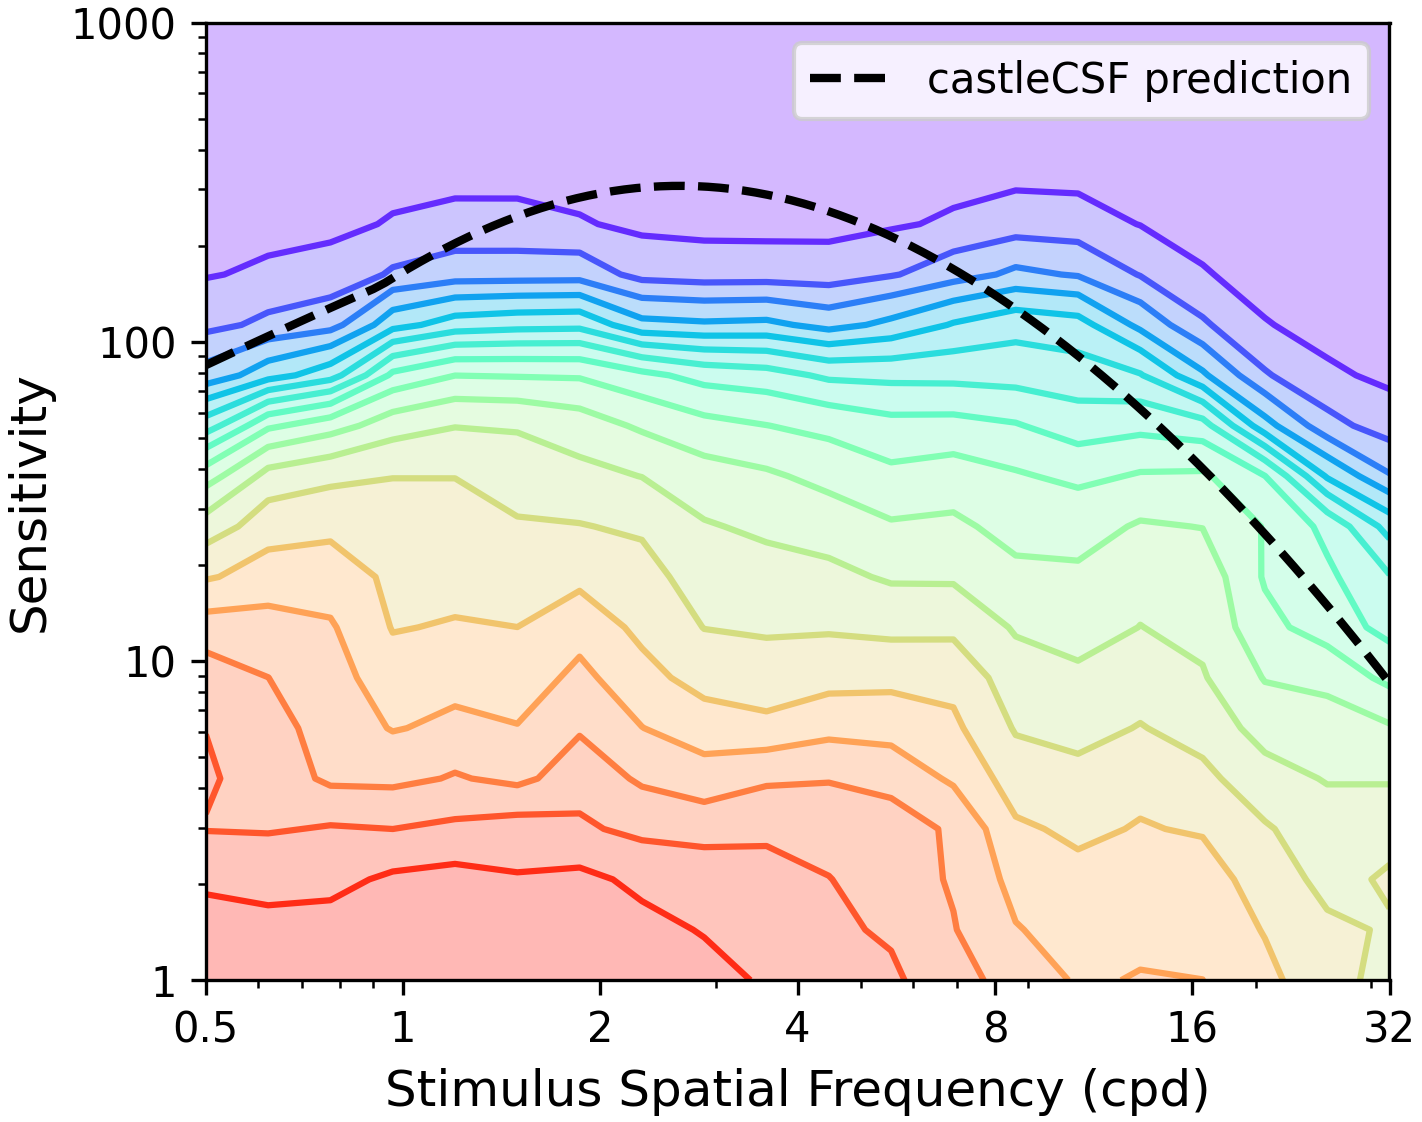 1000
castleCSF prediction
100
10
1
Sensitivity
0.5 1 2 4 8 16 32
Stimulus Spatial Frequency (cpd)